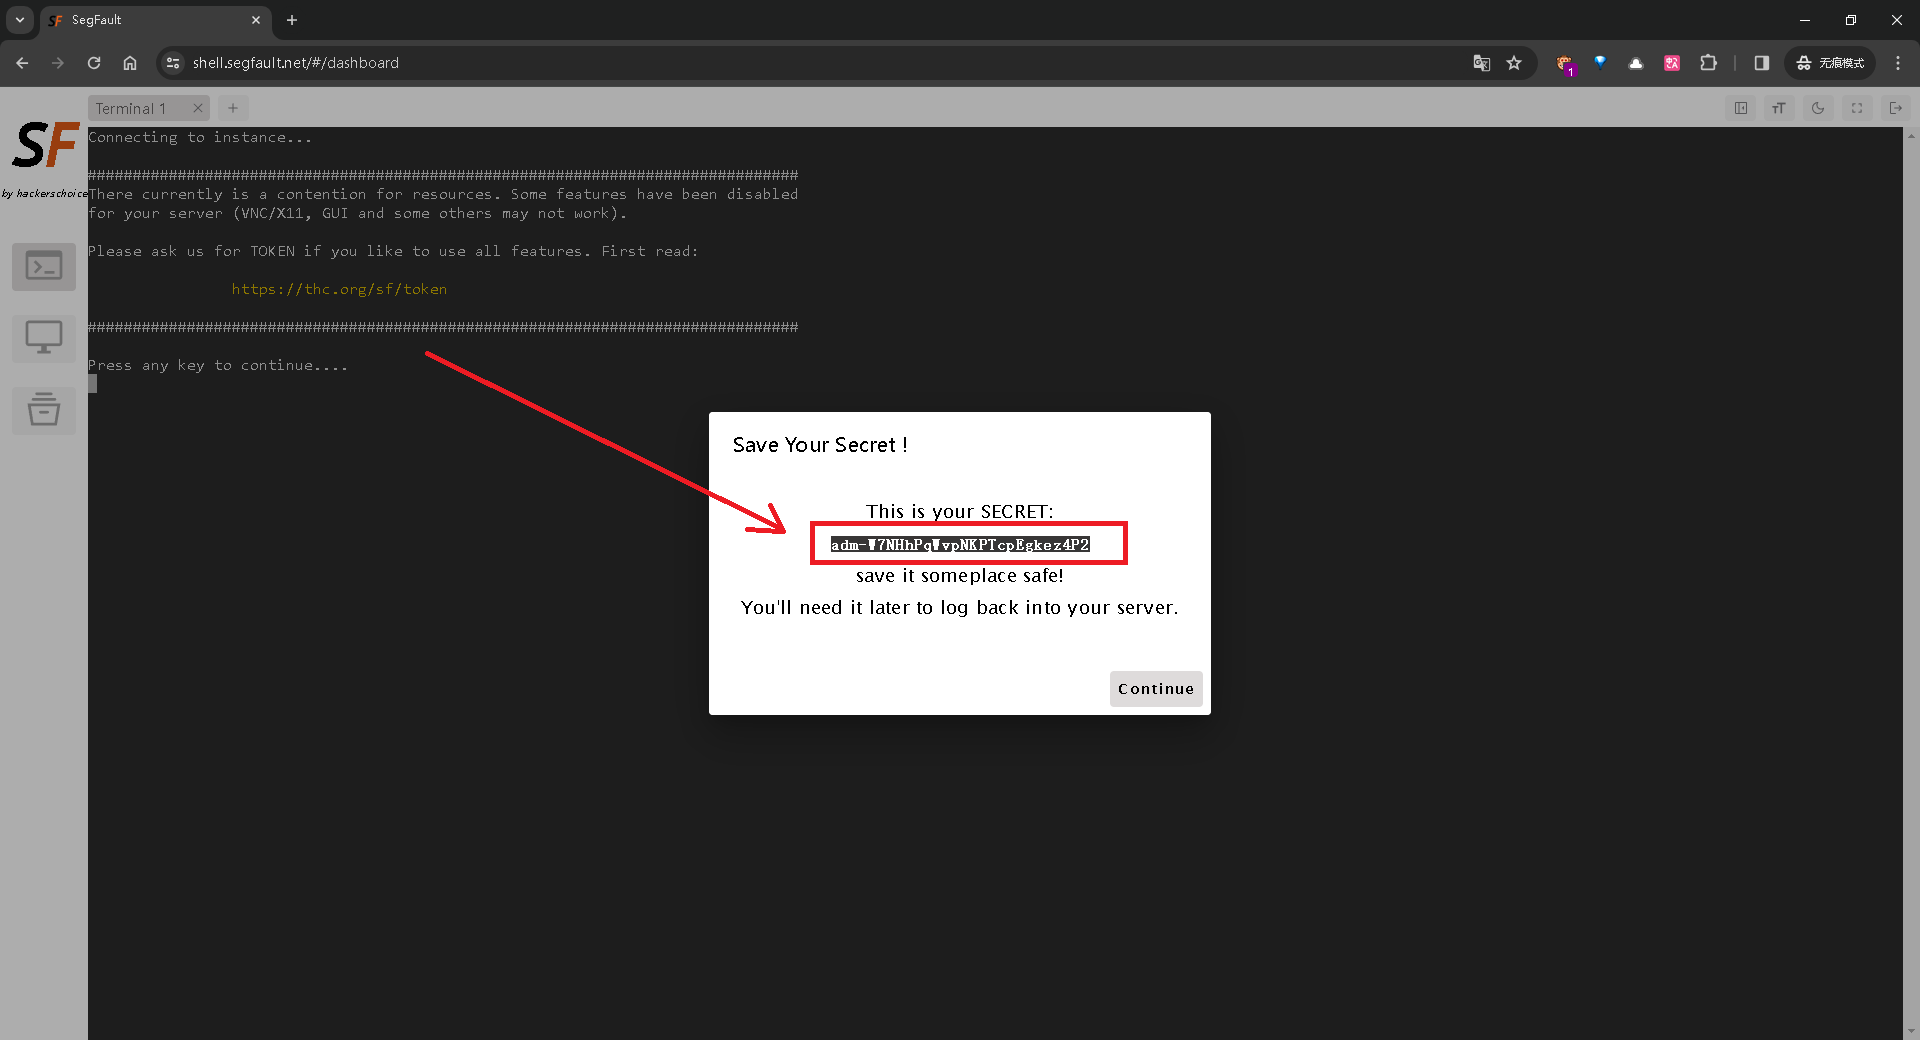 SF SegFault
shell.segfault.net/#/dashboard
1
无痕模式
Terminal 1
SF
by hackerschoice
Connecting to instance...
###############################################################################
There currently is a contention for resources. Some features have been disabled
for your server (VNC/X11, GUI and some others may not work).
Please ask us for TOKEN if you like to use all features. First read:
https://thc.org/sf/token
###############################################################################
Press any key to continue....
Save Your Secret !
This is your SECRET:
adm-W7NHhPqWvpNKPTcpEgkez4P2
save it someplace safe!
You'll need it later to log back into your server.
Continue